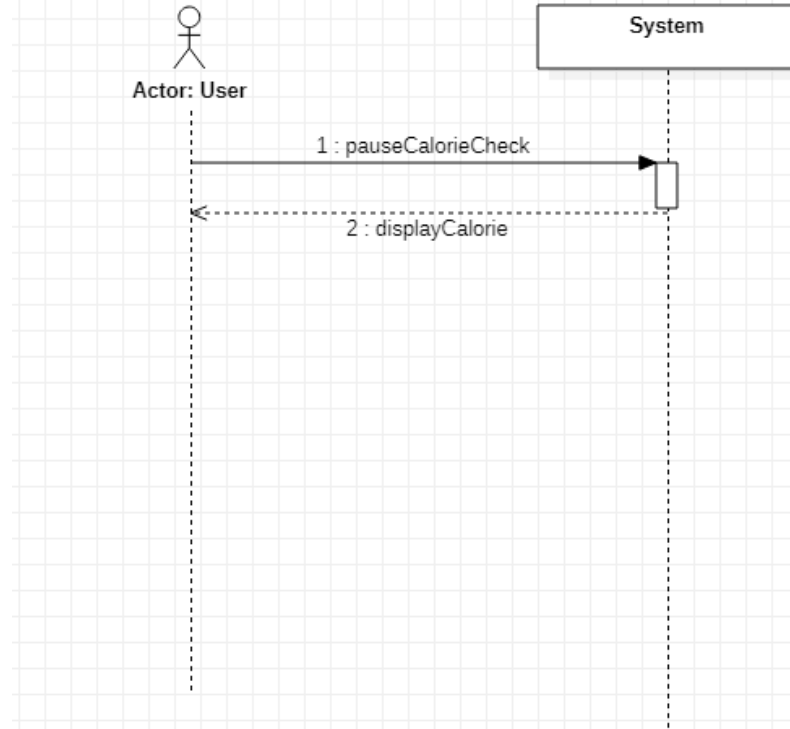 System
Actor: User
1 : pauseCalorieCheck
2 : displayCalorie